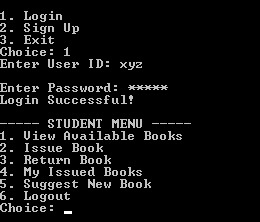 1. Login
2. Sign Up
3. Exit
Choice: 1
Enter User ID: xyz
Enter Password: *****
Login Successful!
----- STUDENT MENU -----
1. View Available Books
2. Issue Book
3. Return Book
4. My Issued Books
5. Suggest New Book
6. Logout
Choice: